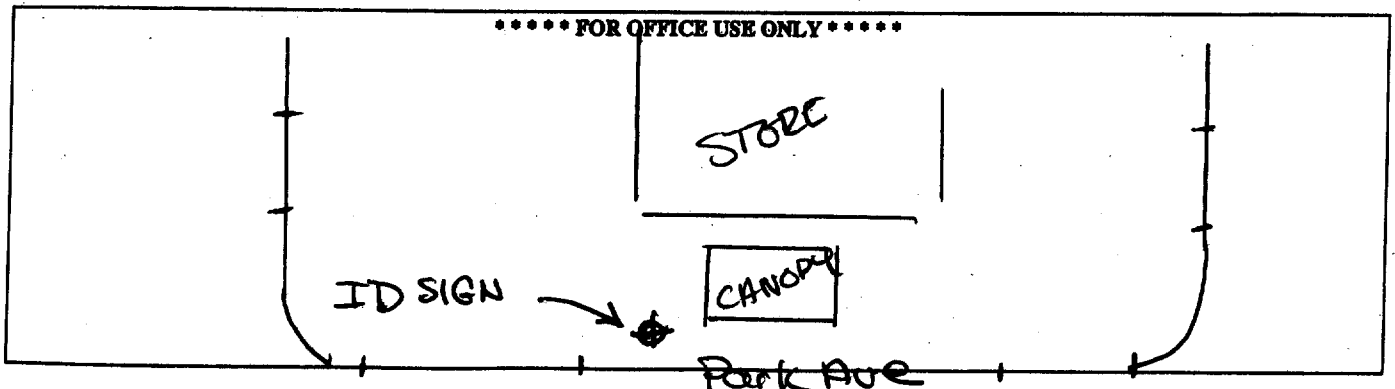 * * * * * FOR OFFICE USE ONLY * * * * *
STORE
CANOPY
ID SIGN
Park Ave